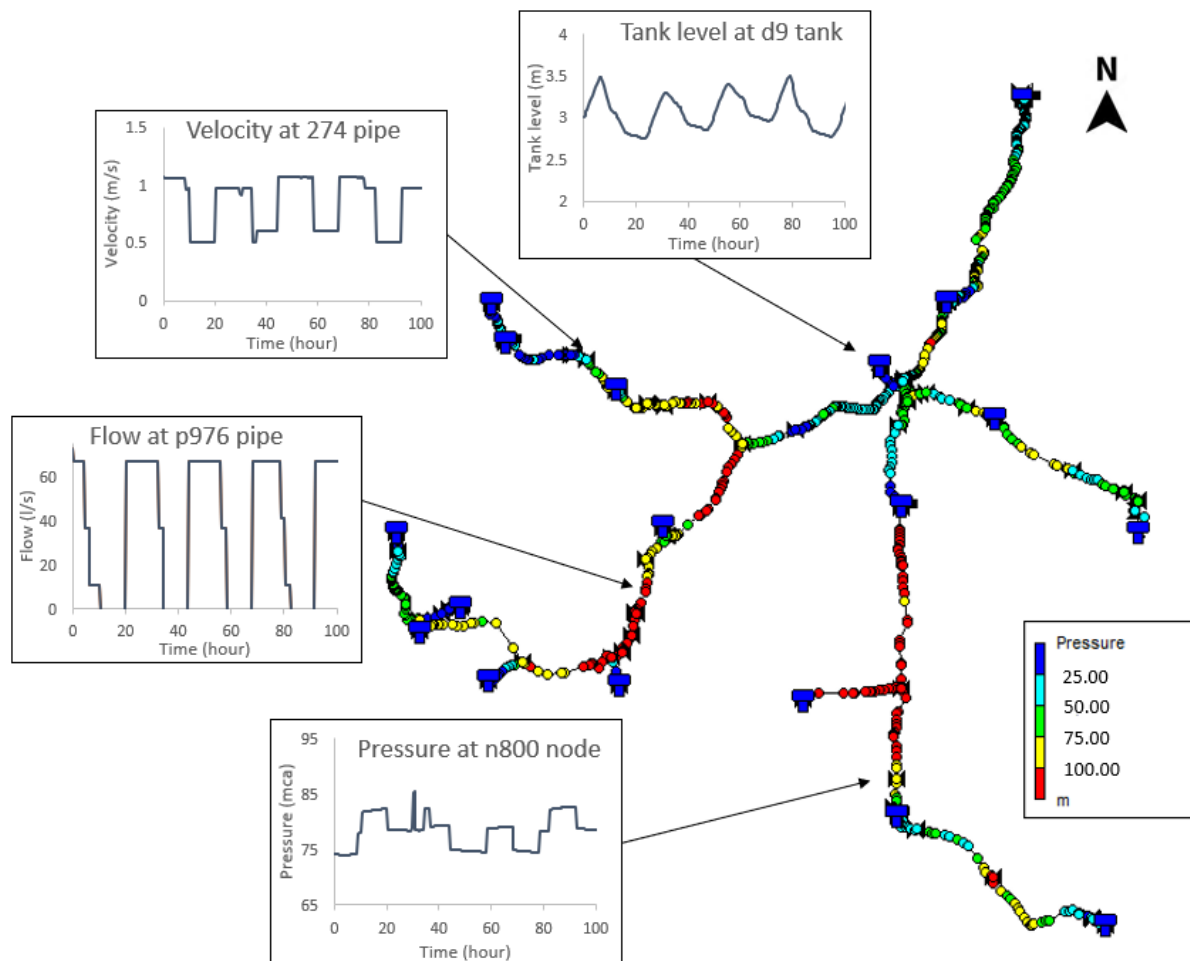 Tank level at d9 tank
Tank level (m)
4
3.5
3
2.5
2
0 20 40 60 80 100
Time (hour)
N
Velocity at 274 pipe
Velocity (m/s)
1.5
1
0.5
0
0 20 40 60 80 100
Time (hour)
Flow at p976 pipe
Flow (l/s)
60
40
20
0
0 20 40 60 80 100
Time (hour)
Pressure at n800 node
Pressure (mca)
95
85
75
65
0 20 40 60 80 100
Time (hour)
Pressure
25.00
50.00
75.00
100.00
m